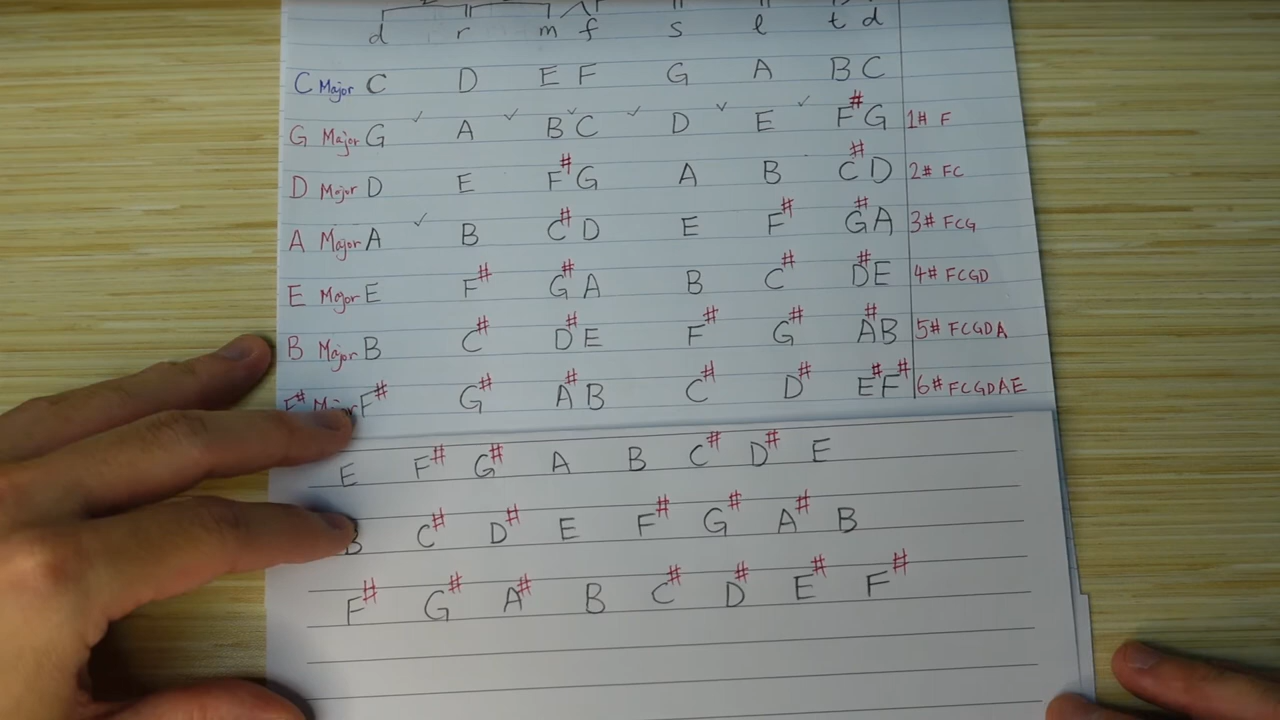 d r m f s l t d
C Major C D E F G A B C
G Major G ✓ A ✓ B ✓ C ✓ D ✓ E ✓ F# G 1# F
D Major D E F# G A B C# D 2# FC
A Major A ✓ B C# D E F# G# A 3# FCG
E Major E F# G# A B C# D# E 4# FCGD
B Major B C# D# E F# G# A# B 5# FCGDA
F# Major F# G# A# B C# D# E# F# 6# FCGDAE
E F# G# A B C# D# E
B C# D# E F# G# A# B
F# G# A# B C# D# E# F#